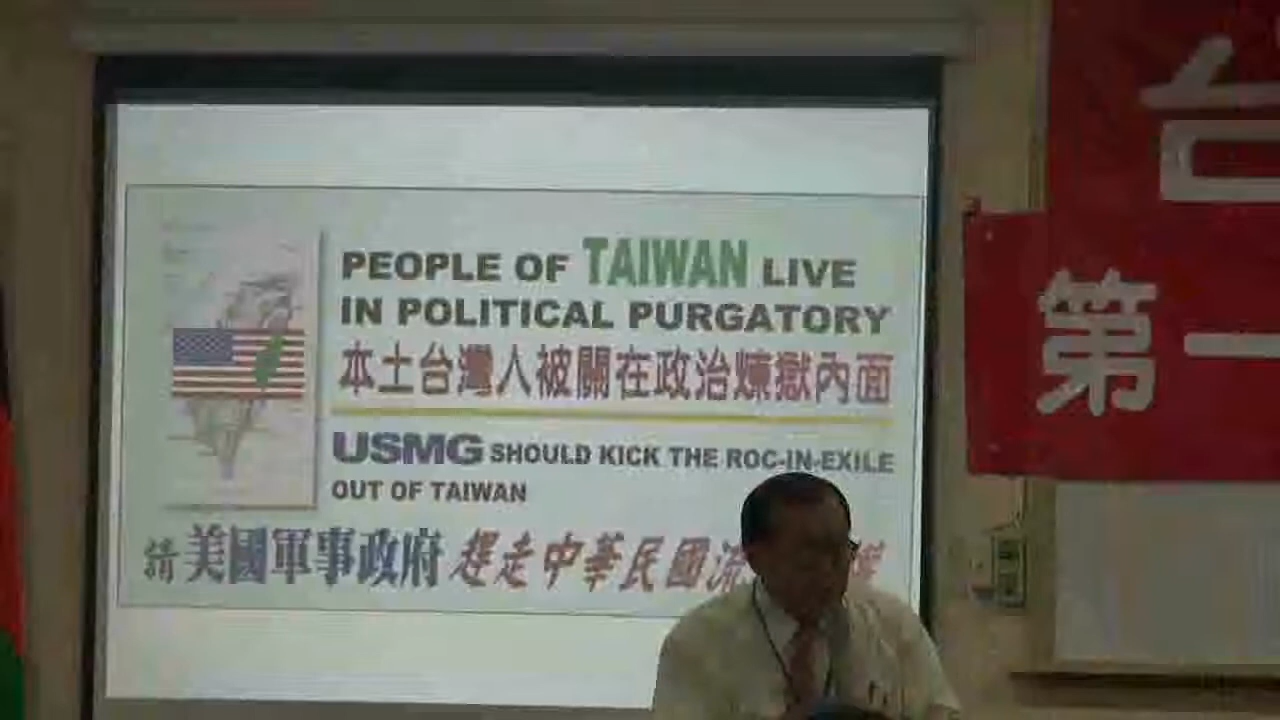 PEOPLE OF TAIWAN LIVE
IN POLITICAL PURGATORY
本土台灣人被關在政治煉獄內面
USMG SHOULD KICK THE ROC-IN-EXILE
OUT OF TAIWAN
請美國軍事政府 趕走中華民國流
台
第一